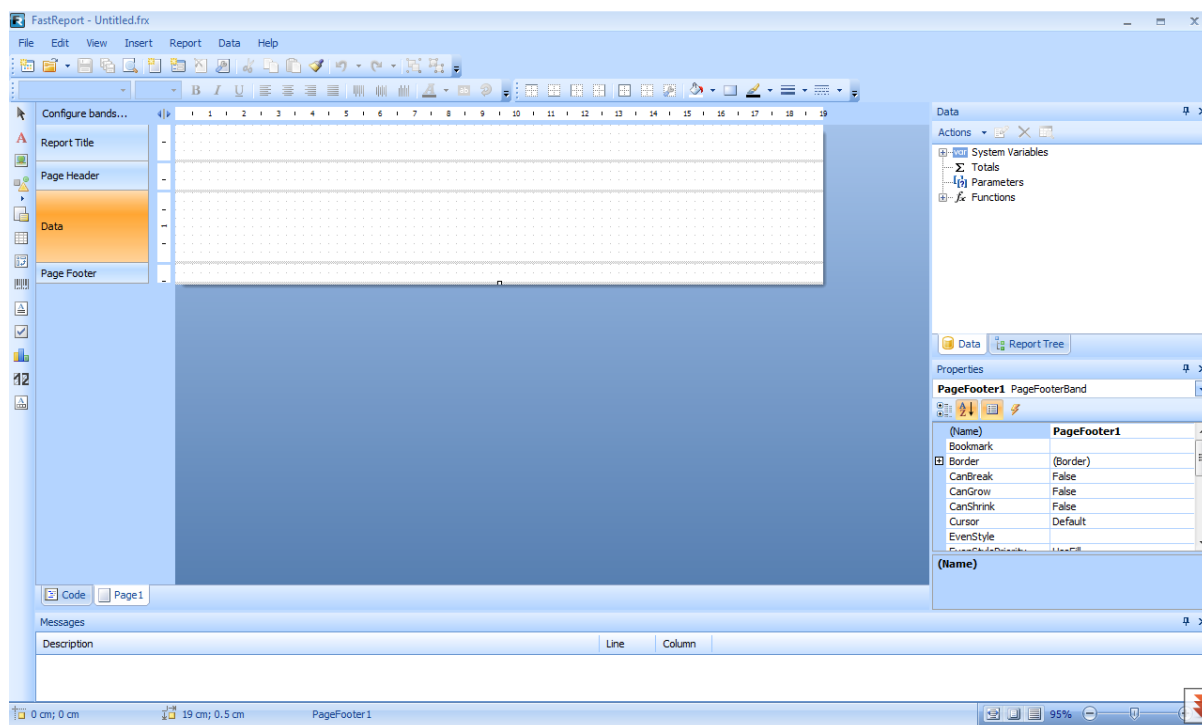 FastReport - Untitled.frx
File Edit View Insert Report Data Help
B I U
Configure bands...
1 2 3 4 5 6 7 8 9 10 11 12 13 14 15 16 17 18 19
Report Title
Page Header
Data
1
Page Footer
A
12
Data
Actions
var System Variables
Σ Totals
[?] Parameters
fx Functions
Data Report Tree
Properties
PageFooter1 PageFooterBand
(Name) PageFooter1
Bookmark
Border (Border)
CanBreak False
CanGrow False
CanShrink False
Cursor Default
EvenStyle
(Name)
Code Page1
Messages
Description Line Column
0 cm; 0 cm 19 cm; 0.5 cm PageFooter1 95%